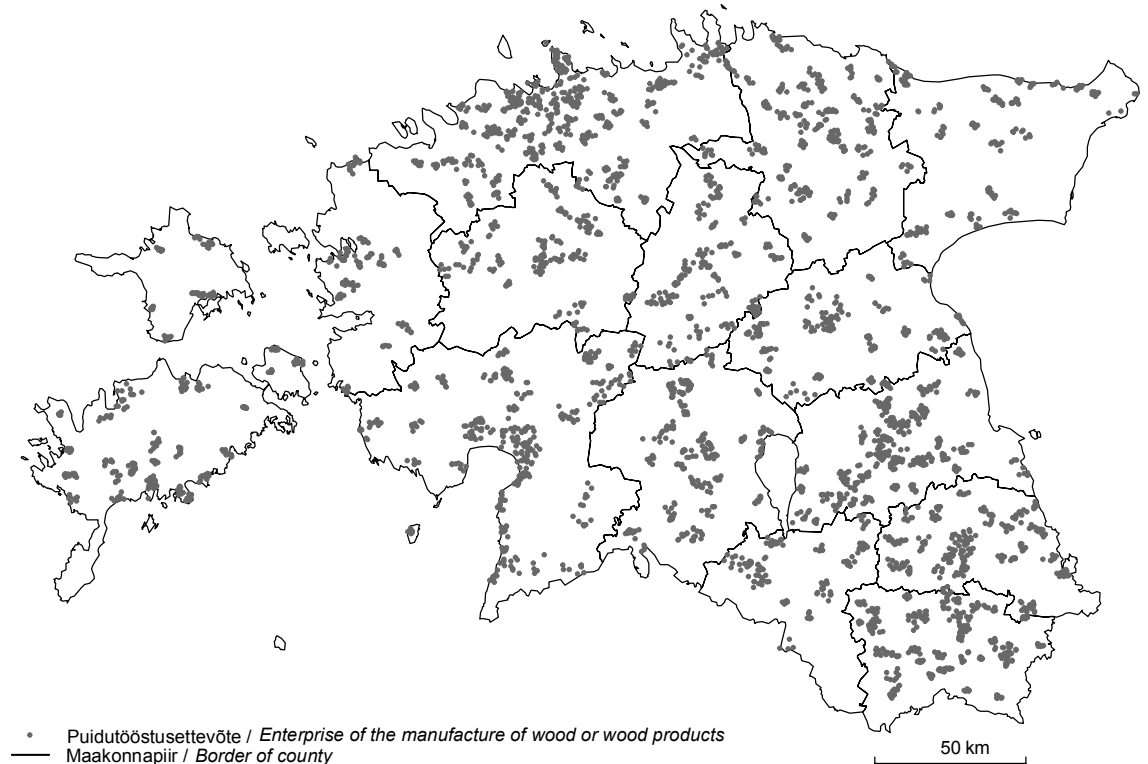 Puidutööstusettevõte / Enterprise of the manufacture of wood or wood products
Maakonnapiir / Border of county
50 km